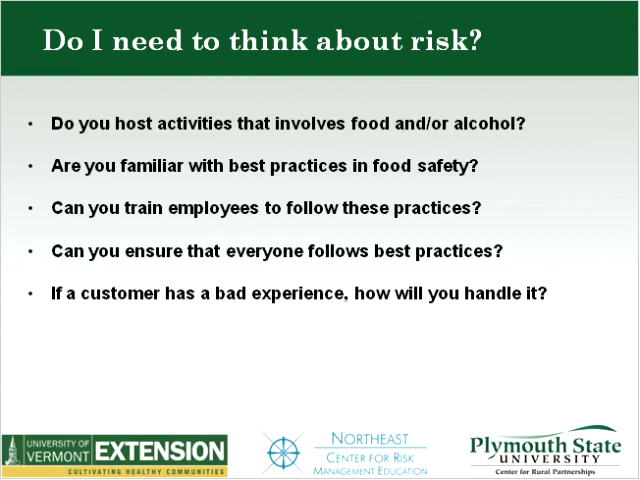 Do I need to think about risk?
• Do you host activities that involves food and/or alcohol?
• Are you familiar with best practices in food safety?
• Can you train employees to follow these practices?
• Can you ensure that everyone follows best practices?
• If a customer has a bad experience, how will you handle it?
UNIVERSITY OF
VERMONT EXTENSION
CULTIVATING HEALTHY COMMUNITIES
NORTHEAST
CENTER FOR RISK
MANAGEMENT EDUCATION
Plymouth State
UNIVERSITY
Center for Rural Partnerships